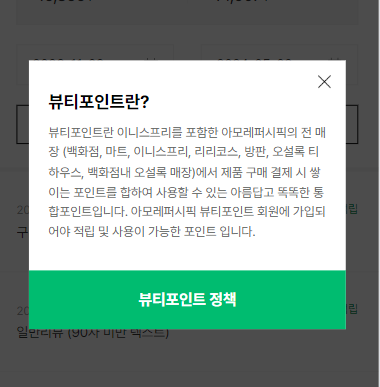 뷰티포인트란?
뷰티포인트란 이니스프리를 포함한 아모레퍼시픽의 전 매
장 (백화점, 마트, 이니스프리, 리리코스, 방판, 오설록 티
하우스, 백화점내 오설록 매장)에서 제품 구매 결제 시 쌓
이는 포인트를 합하여 사용할 수 있는 아름답고 똑똑한 통
합포인트입니다. 아모레퍼시픽 뷰티포인트 회원에 가입되
어야 적립 및 사용이 가능한 포인트 입니다.
뷰티포인트 정책
일반리뷰 (90자 미만 텍스트)